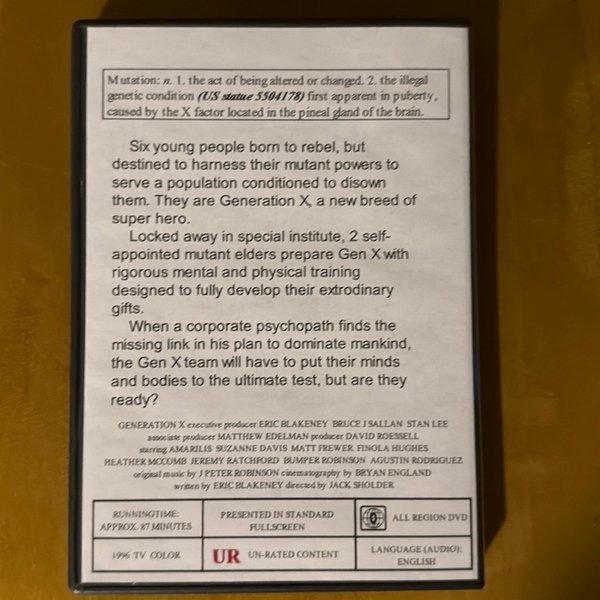 Mutation: n. 1. the act of being altered or changed. 2. the illegal
genetic condition (US statue 5504178) first apparent in puberty,
caused by the X factor located in the pineal gland of the brain.
Six young people born to rebel, but
destined to harness their mutant powers to
serve a population conditioned to disown
them. They are Generation X, a new breed of
super hero.
Locked away in special institute, 2 self-
appointed mutant elders prepare Gen X with
rigorous mental and physical training
designed to fully develop their extrodinary
gifts.
When a corporate psychopath finds the
missing link in his plan to dominate mankind,
the Gen X team will have to put their minds
and bodies to the ultimate test, but are they
ready?
GENERATION X executive producer ERIC BLAKENEY BRUCE J SALLAN STAN LEE
associate producer MATTHEW EDELMAN producer DAVID ROESSELL
starring AMARILIS SUZANNE DAVIS MATT FREWER FINOLA HUGHES
HEATHER MCCOMB JEREMY RATCHFORD BUMPER ROBINSON AGUSTIN RODRIGUEZ
original music by J PETER ROBINSON cinematography by BRYAN ENGLAND
written by ERIC BLAKENEY directed by JACK SHOLDER
RUNNINGTIME:
APPROX. 87 MINUTES
PRESENTED IN STANDARD
FULLSCREEN
0 ALL REGION DVD
1996 TV COLOR
UR UN-RATED CONTENT
LANGUAGE (AUDIO):
ENGLISH